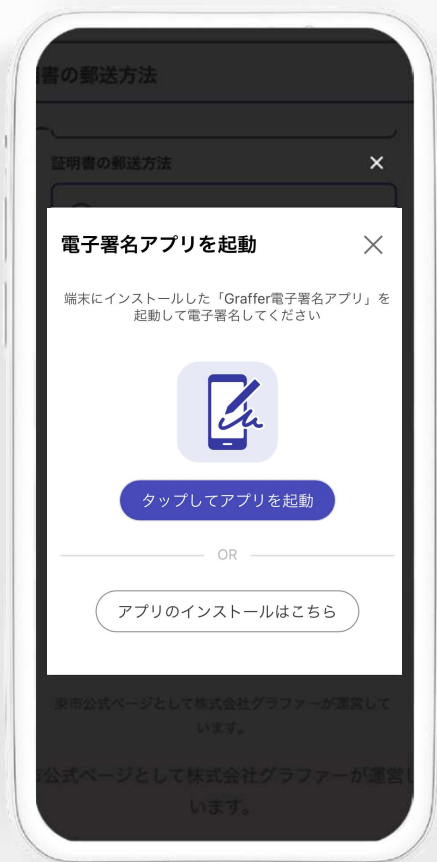 書の郵送方法
証明書の郵送方法
電子署名アプリを起動
端末にインストールした「Graffer電子署名アプリ」を
起動して電子署名してください
タップしてアプリを起動
OR
アプリのインストールはこちら
東市公式ページとして株式会社グラファーが運営して
います。
公式ページとして株式会社グラファーが運営し
います。